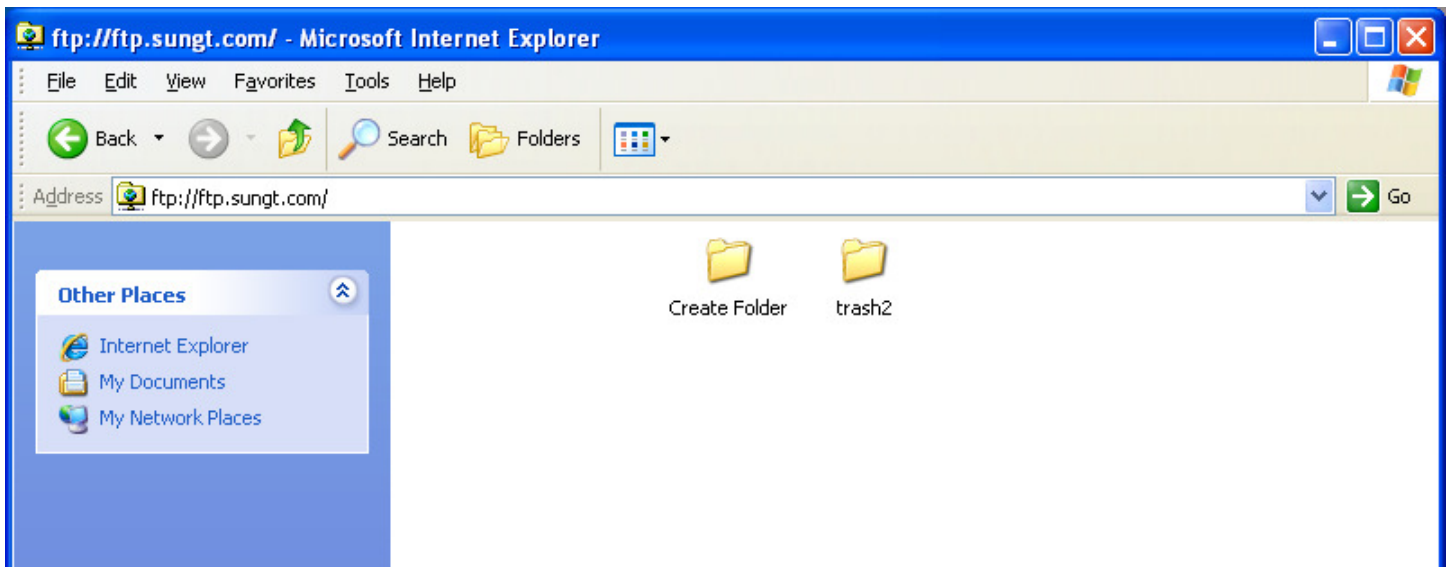 ftp://ftp.sungt.com/ - Microsoft Internet Explorer
File Edit View Favorites Tools Help
Back Search Folders
Address ftp://ftp.sungt.com/ Go
Other Places
Internet Explorer
My Documents
My Network Places
Create Folder trash2